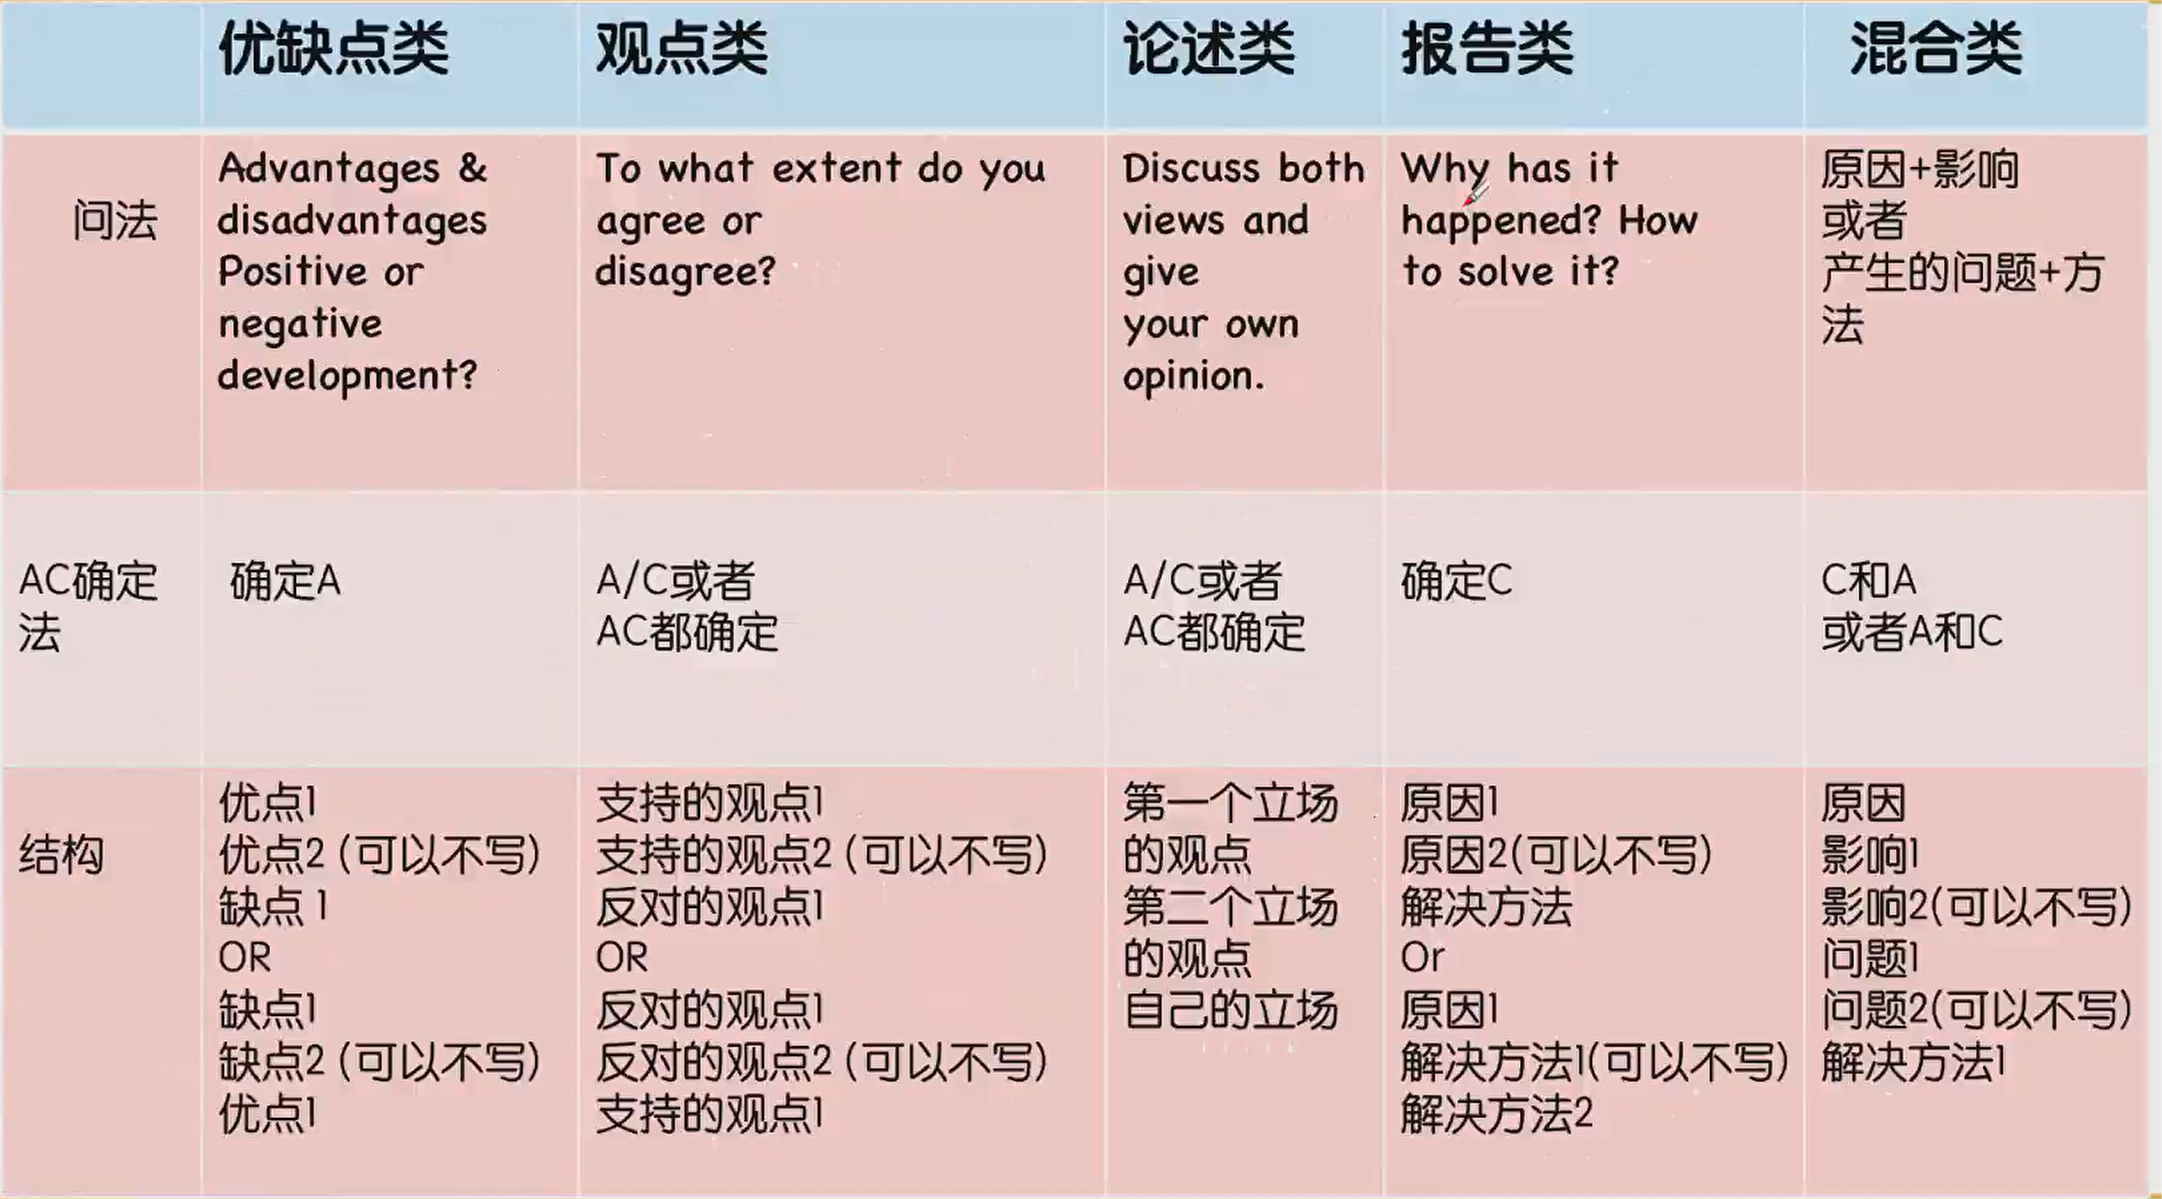 优缺点类
观点类
论述类
报告类
混合类
问法
Advantages &
disadvantages
Positive or
negative
development?
To what extent do you
agree or
disagree?
Discuss both
views and
give
your own
opinion.
Why has it
happened? How
to solve it?
原因+影响
或者
产生的问题+方
法
AC确定
法
确定A
A/C或者
AC都确定
A/C或者
AC都确定
确定C
C和A
或者A和C
结构
优点1
优点2 (可以不写)
缺点 1
OR
缺点1
缺点2 (可以不写)
优点1
支持的观点1
支持的观点2 (可以不写)
反对的观点1
OR
反对的观点1
反对的观点2 (可以不写)
支持的观点1
第一个立场
的观点
第二个立场
的观点
自己的立场
原因1
原因2(可以不写)
解决方法
Or
原因1
解决方法1(可以不写)
解决方法2
原因
影响1
影响2(可以不写)
问题1
问题2(可以不写)
解决方法1